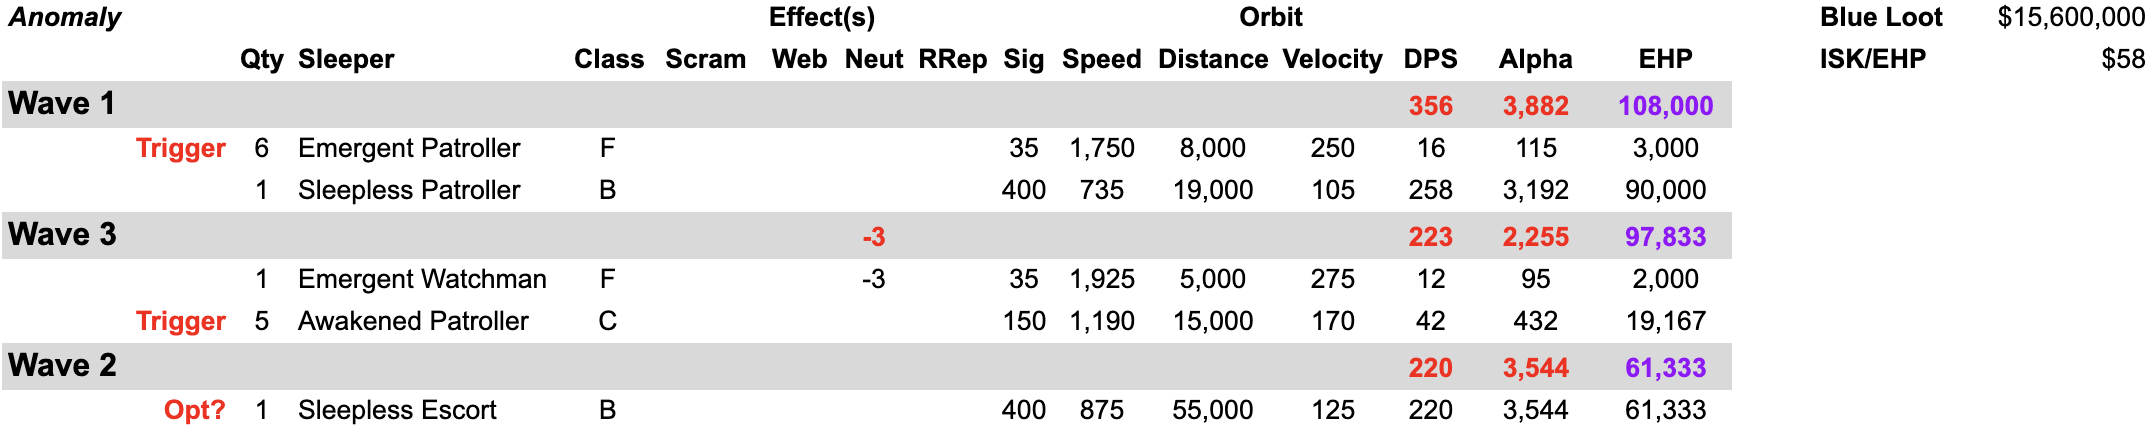 Anomaly Effect(s) Orbit Blue Loot $15,600,000
Qty Sleeper Class Scram Web Neut RRep Sig Speed Distance Velocity DPS Alpha EHP ISK/EHP $58
Wave 1 356 3,882 108,000
Trigger 6 Emergent Patroller F 35 1,750 8,000 250 16 115 3,000
1 Sleepless Patroller B 400 735 19,000 105 258 3,192 90,000
Wave 3 -3 223 2,255 97,833
1 Emergent Watchman F -3 35 1,925 5,000 275 12 95 2,000
Trigger 5 Awakened Patroller C 150 1,190 15,000 170 42 432 19,167
Wave 2 220 3,544 61,333
Opt? 1 Sleepless Escort B 400 875 55,000 125 220 3,544 61,333